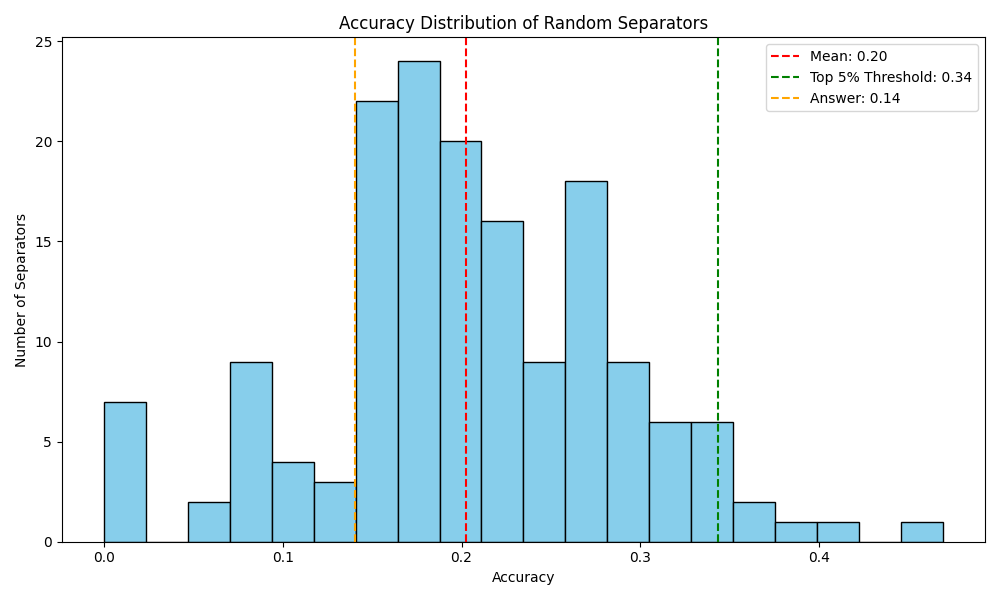 Accuracy Distribution of Random Separators
Mean: 0.20
Top 5% Threshold: 0.34
Answer: 0.14
Number of Separators
25
20
15
10
5
0
0.0
0.1
0.2
0.3
0.4
Accuracy